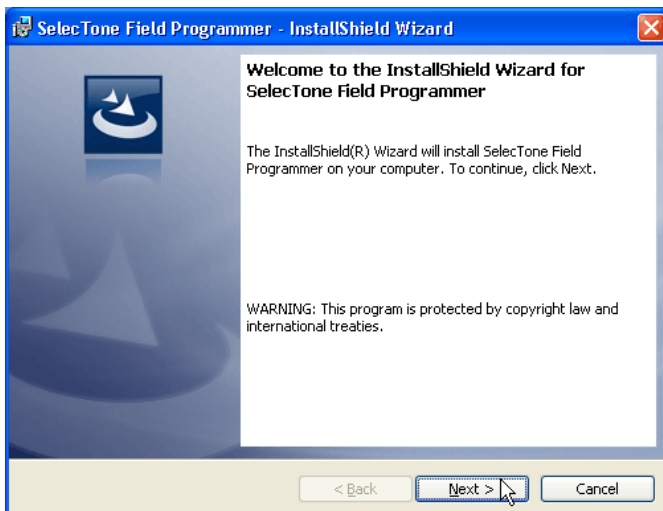 SelecTone Field Programmer - InstallShield Wizard
Welcome to the InstallShield Wizard for
SelecTone Field Programmer
The InstallShield(R) Wizard will install SelecTone Field
Programmer on your computer. To continue, click Next.
WARNING: This program is protected by copyright law and
international treaties.
< Back
Next >
Cancel